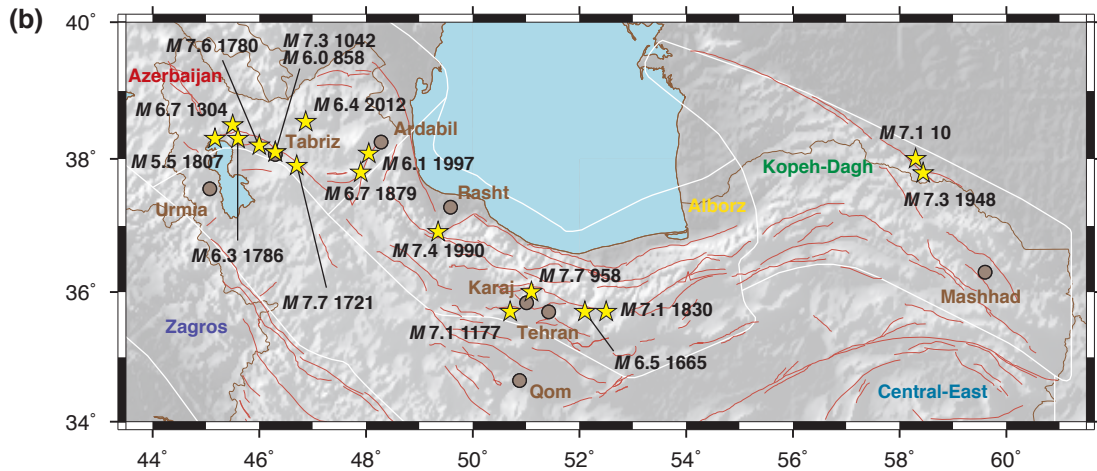 (b)
40°
38°
36°
34°
M 7.6 1780
M 7.3 1042
M 6.0 858
Azerbaijan
M 6.4 2012
M 6.7 1304
Ardabil
Tabriz
M 5.5 1807
M 6.1 1997
M 6.7 1879
Urmia
Rasht
M 6.3 1786
M 7.4 1990
M 7.7 1721
M 7.1 10
Kopeh-Dagh
M 7.3 1948
Alborz
M 7.7 958
Karaj
Mashhad
M 7.1 1830
Zagros
M 7.1 1177
Tehran
M 6.5 1665
Qom
Central-East
44° 46° 48° 50° 52° 54° 56° 58° 60°